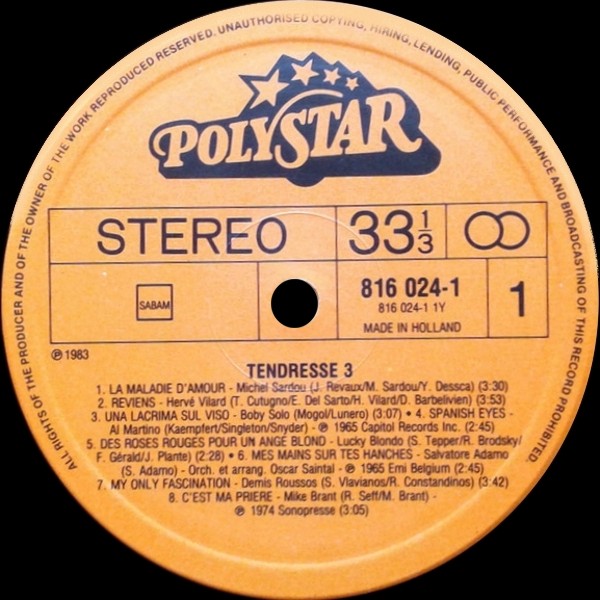 ALL RIGHTS OF THE PRODUCER AND OF THE OWNER OF THE WORK REPRODUCED RESERVED. UNAUTHORISED COPYING, HIRING, LENDING, PUBLIC PERFORMANCE AND BROADCASTING OF THIS RECORD PROHIBITED.
POLYSTAR
STEREO
33 1/3
SABAM
816 024-1
816 024-1 1Y
MADE IN HOLLAND
1
℗ 1983
TENDRESSE 3
1. LA MALADIE D'AMOUR - Michel Sardou (J. Revaux/M. Sardou/Y. Dessca) (3:30)
2. REVIENS - Hervé Vilard (T. Cutugno/E. Del Sarto/H. Vilard/D. Barbelivien) (3:53)
3. UNA LACRIMA SUL VISO - Boby Solo (Mogol/Lunero) (3:07) • 4. SPANISH EYES -
Al Martino (Kaempfert/Singleton/Snyder) - ℗ 1965 Capitol Records Inc. (2:45)
5. DES ROSES ROUGES POUR UN ANGE BLOND - Lucky Blondo (S. Tepper/R. Brodsky/
F. Gérald/J. Plante) (2:28) • 6. MES MAINS SUR TES HANCHES - Salvatore Adamo
(S. Adamo) - Orch. et arrang. Oscar Saintal - ℗ 1965 Emi Belgium (2:45)
7. MY ONLY FASCINATION - Demis Roussos (S. Vlavianos/R. Constandinos) (3:42)
8. C'EST MA PRIERE - Mike Brant (R. Seff/M. Brant) -
℗ 1974 Sonopresse (3:05)